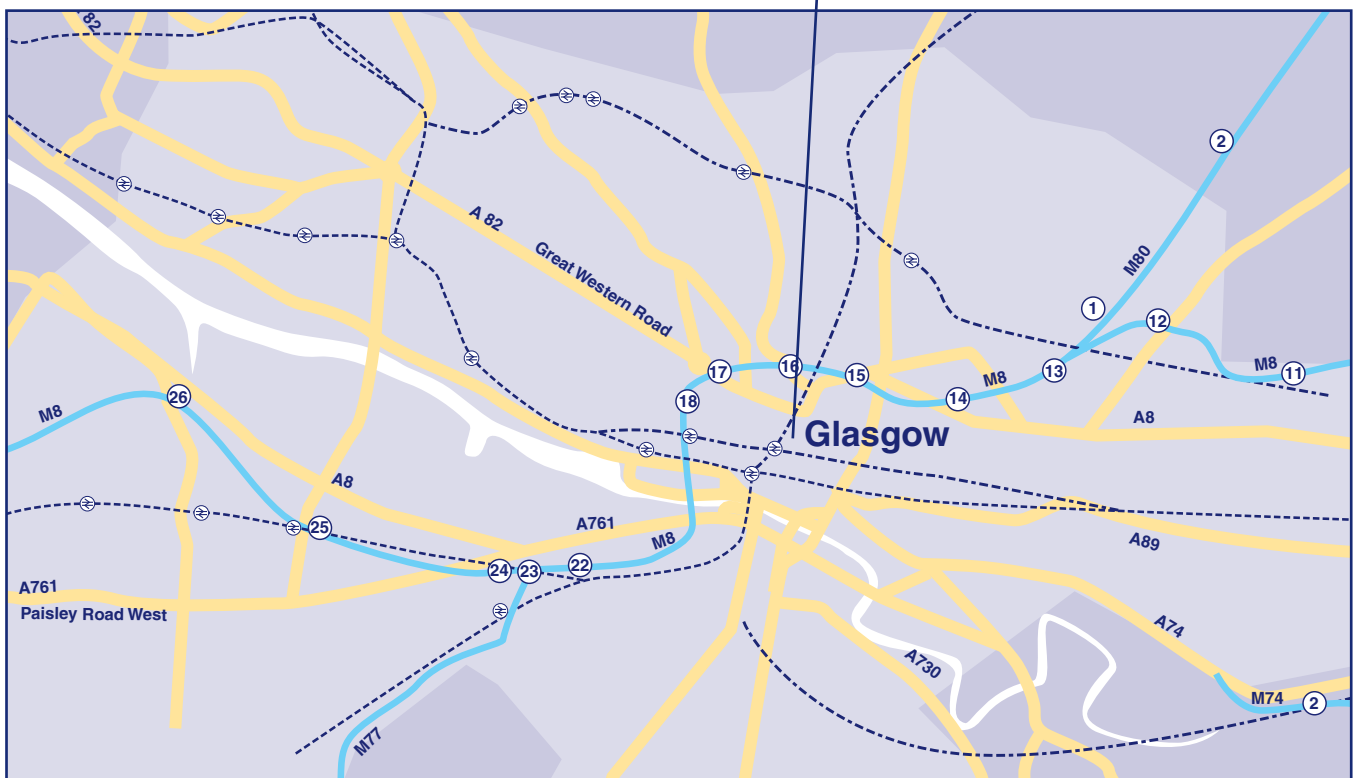 82
2
A 82
Great Western Road
M80
1
12
16
17
15
13
M8
11
M8
14
26
18
M8
A8
Glasgow
A8
A761
25
M8
A89
22
24
23
A761
Paisley Road West
A74
A730
M74
2
M77